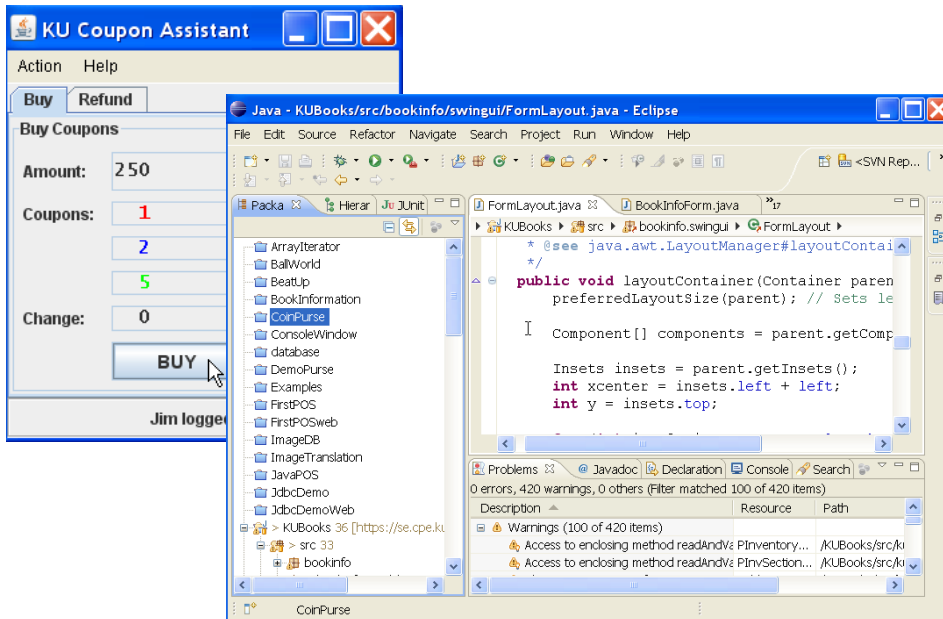 KU Coupon Assistant
Action Help
Buy Refund
Buy Coupons
Amount: 250
Coupons: 1
2
5
Change: 0
BUY
Jim logged
Java - KUBooks/src/bookinfo/swingui/FormLayout.java - Eclipse
File Edit Source Refactor Navigate Search Project Run Window Help
<SVN Rep...
Packa Hierar JUnit
ArrayIterator
BallWorld
BeatUp
BookInformation
CoinPurse
ConsoleWindow
database
DemoPurse
Examples
FirstPOS
FirstPOSweb
ImageDB
ImageTranslation
JavaPOS
JdbcDemo
JdbcDemoWeb
> KUBooks 36 [https://se.cpe.ku
> src 33
bookinfo
FormLayout.java BookInfoForm.java »17
KUBooks src bookinfo.swingui FormLayout
* @see java.awt.LayoutManager#layoutContai
*/
public void layoutContainer(Container paren
preferredLayoutSize(parent); // Sets le
Component[] components = parent.getComp
Insets insets = parent.getInsets();
int xcenter = insets.left + left;
int y = insets.top;
Problems @ Javadoc Declaration Console Search
0 errors, 420 warnings, 0 others (Filter matched 100 of 420 items)
Description Resource Path
Warnings (100 of 420 items)
Access to enclosing method readAndVa PInventory... /KUBooks/src/ku
Access to enclosing method readAndVa PInvSection... /KUBooks/src/ku
CoinPurse